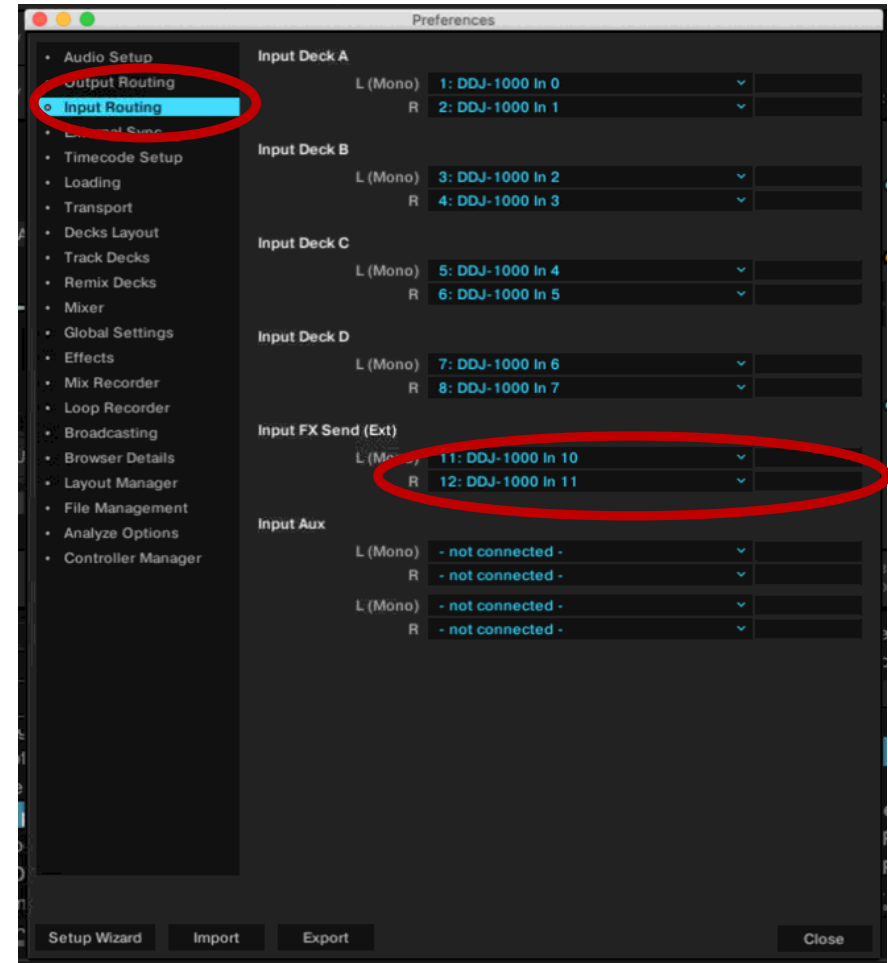 Preferences
Audio Setup
Output Routing
Input Routing
External Sync
Timecode Setup
Loading
Transport
Decks Layout
Track Decks
Remix Decks
Mixer
Global Settings
Effects
Mix Recorder
Loop Recorder
Broadcasting
Browser Details
Layout Manager
File Management
Analyze Options
Controller Manager
Input Deck A
L (Mono) 1: DDJ-1000 In 0
R 2: DDJ-1000 In 1
Input Deck B
L (Mono) 3: DDJ-1000 In 2
R 4: DDJ-1000 In 3
Input Deck C
L (Mono) 5: DDJ-1000 In 4
R 6: DDJ-1000 In 5
Input Deck D
L (Mono) 7: DDJ-1000 In 6
R 8: DDJ-1000 In 7
Input FX Send (Ext)
L (Mono) 11: DDJ-1000 In 10
R 12: DDJ-1000 In 11
Input Aux
L (Mono) - not connected -
R - not connected -
L (Mono) - not connected -
R - not connected -
Setup Wizard Import Export Close